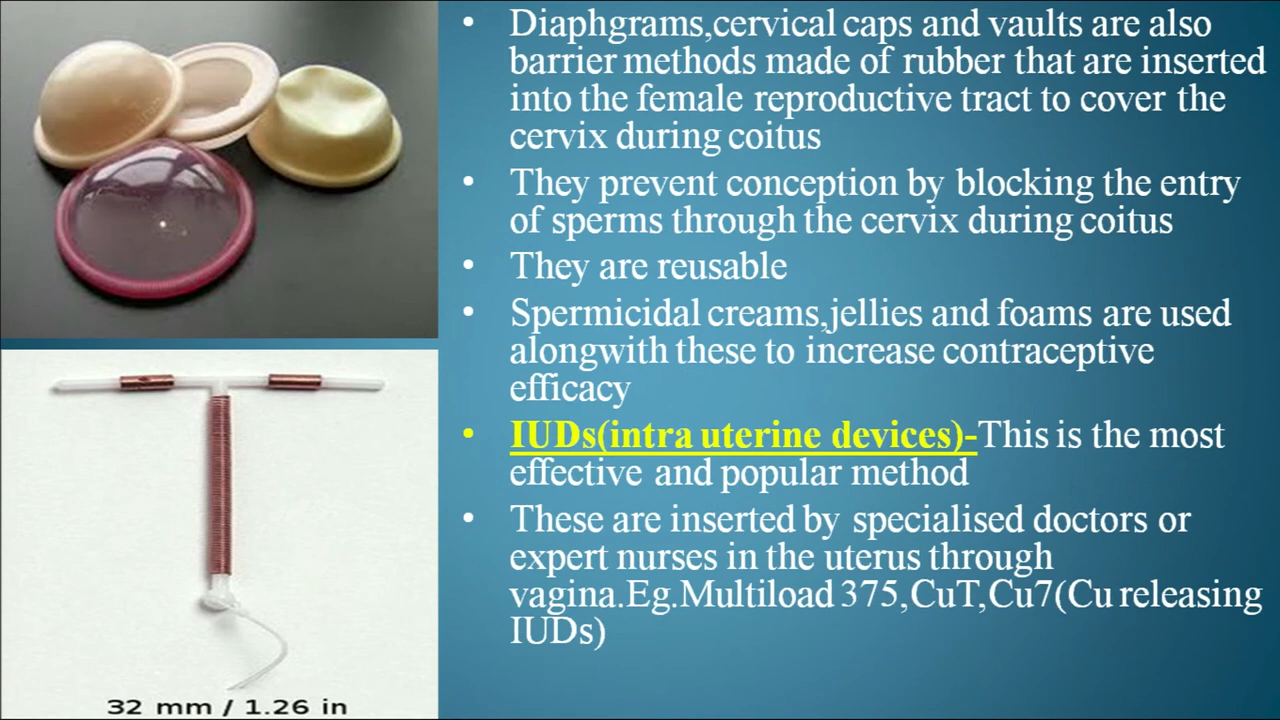 • Diaphgrams,cervical caps and vaults are also
barrier methods made of rubber that are inserted
into the female reproductive tract to cover the
cervix during coitus
• They prevent conception by blocking the entry
of sperms through the cervix during coitus
• They are reusable
• Spermicidal creams,jellies and foams are used
alongwith these to increase contraceptive
efficacy
• IUDs(intra uterine devices)-This is the most
effective and popular method
• These are inserted by specialised doctors or
expert nurses in the uterus through
vagina.Eg.Multiload 375,CuT,Cu7(Cu releasing
IUDs)
32 mm / 1.26 in